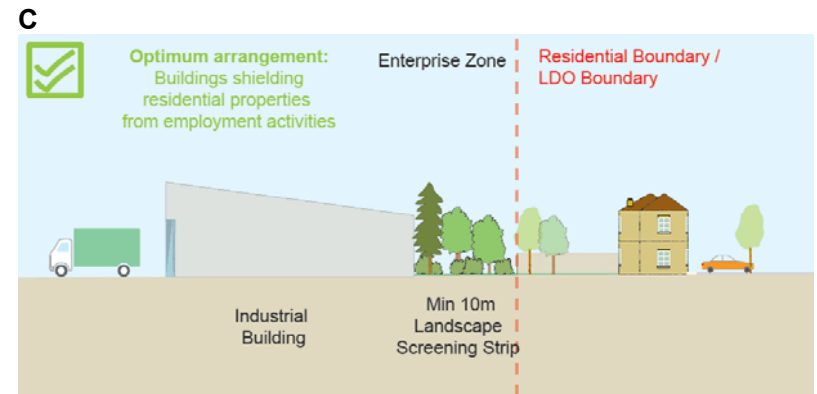 C
Optimum arrangement:
Buildings shielding
residential properties
from employment activities
Enterprise Zone
Residential Boundary /
LDO Boundary
Industrial
Building
Min 10m
Landscape
Screening Strip